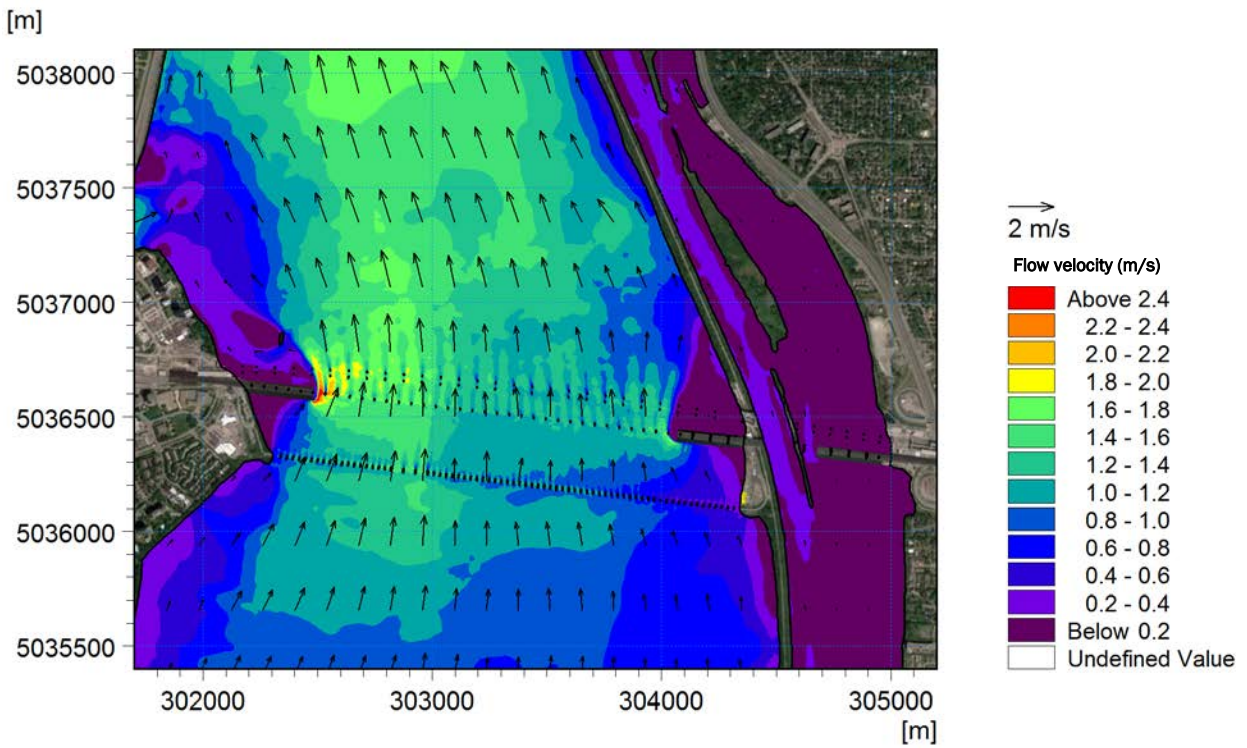 [m]
5038000
5037500
5037000
5036500
5036000
5035500
302000 303000 304000 305000
[m]
2 m/s
Flow velocity (m/s)
Above 2.4
2.2 - 2.4
2.0 - 2.2
1.8 - 2.0
1.6 - 1.8
1.4 - 1.6
1.2 - 1.4
1.0 - 1.2
0.8 - 1.0
0.6 - 0.8
0.4 - 0.6
0.2 - 0.4
Below 0.2
Undefined Value